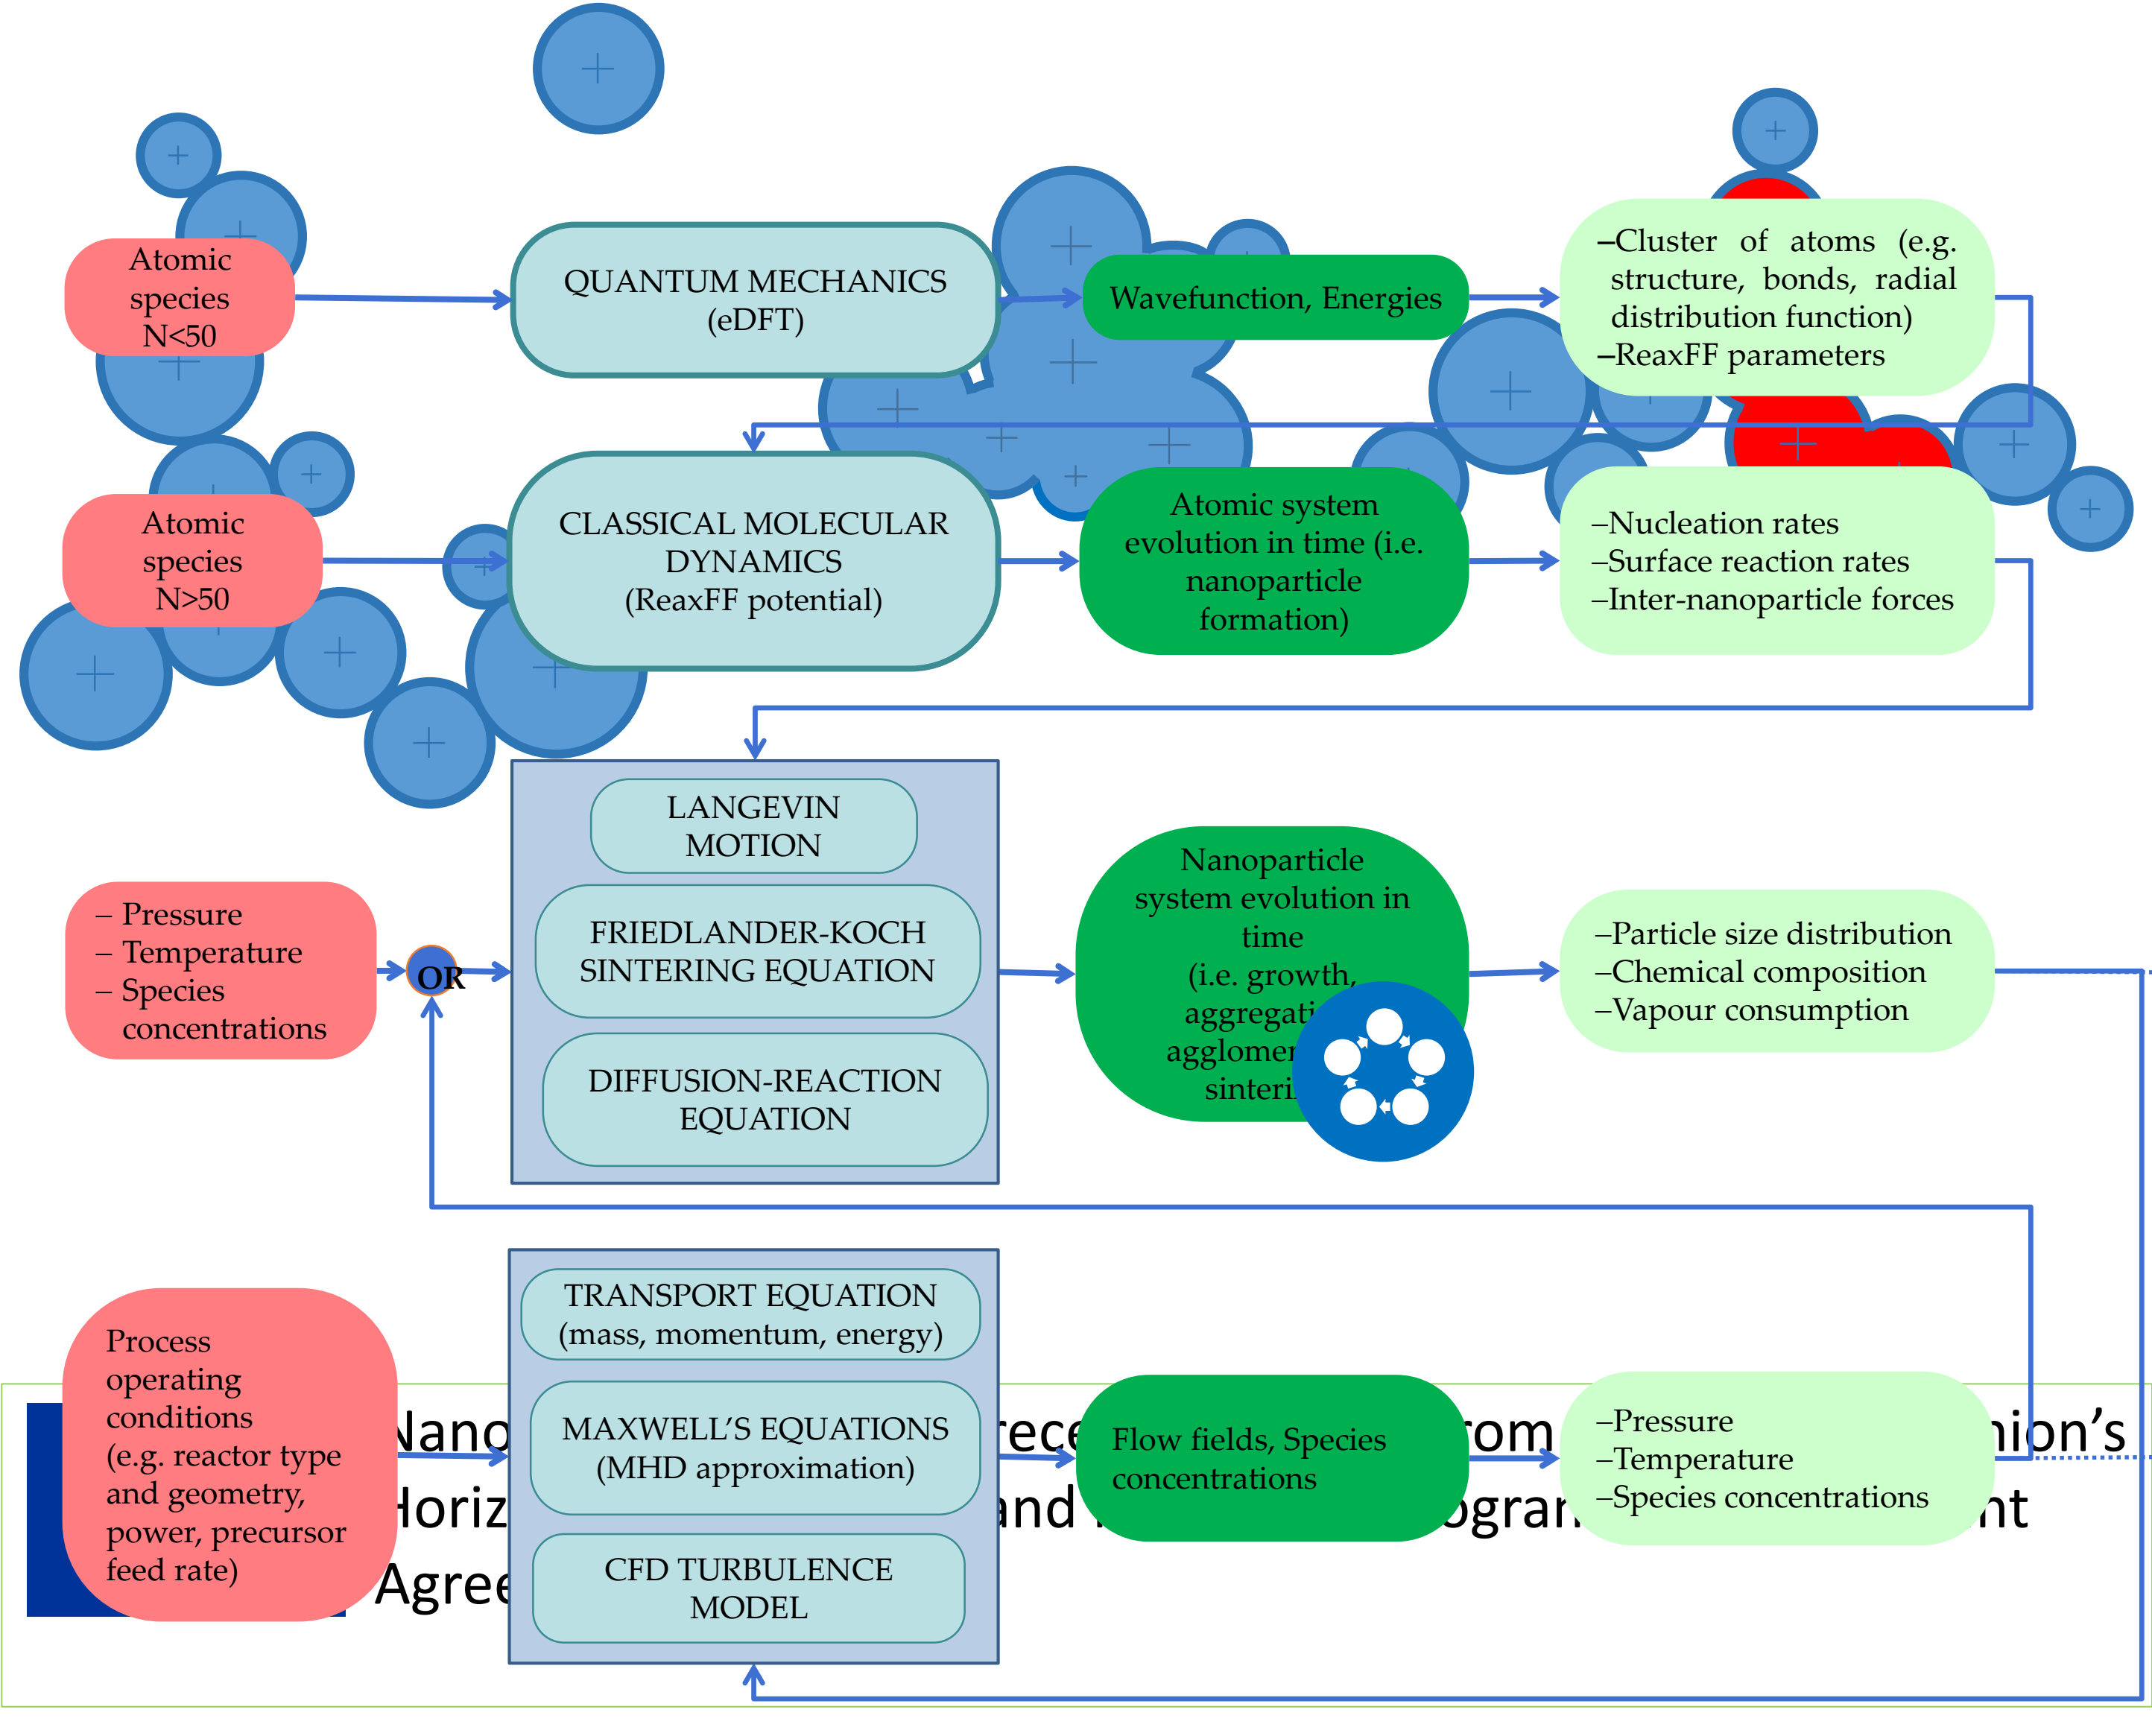 Atomic
species
N<50
QUANTUM MECHANICS
(eDFT)
Wavefunction, Energies
–Cluster of atoms (e.g.
structure, bonds, radial
distribution function)
–ReaxFF parameters
Atomic
species
N>50
CLASSICAL MOLECULAR
DYNAMICS
(ReaxFF potential)
Atomic system
evolution in time (i.e.
nanoparticle
formation)
–Nucleation rates
–Surface reaction rates
–Inter-nanoparticle forces
– Pressure
– Temperature
– Species
concentrations
OR
LANGEVIN
MOTION
FRIEDLANDER-KOCH
SINTERING EQUATION
DIFFUSION-REACTION
EQUATION
Nanoparticle
system evolution in
time
(i.e. growth,
–Particle size distribution
–Chemical composition
–Vapour consumption
Process
operating
conditions
(e.g. reactor type
and geometry,
power, precursor
feed rate)
TRANSPORT EQUATION
(mass, momentum, energy)
MAXWELL’S EQUATIONS
(MHD approximation)
CFD TURBULENCE
MODEL
Flow fields, Species
concentrations
–Pressure
–Temperature
–Species concentrations